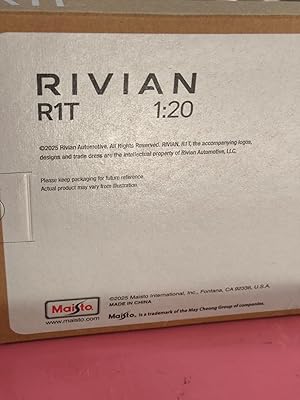 RIVIAN
R1T 1:20
©2025 Rivian Automotive. All Rights Reserved. RIVIAN, R1T, the accompanying logos,
designs and trade dress are the intellectual property of Rivian Automotive, LLC.
Please keep packaging for future reference.
Actual product may vary from illustration.
Maisto
www.maisto.com
©2025 Maisto International, Inc., Fontana, CA 92336, U.S.A.
MADE IN CHINA
Maisto, is a trademark of the May Cheong Group of companies.